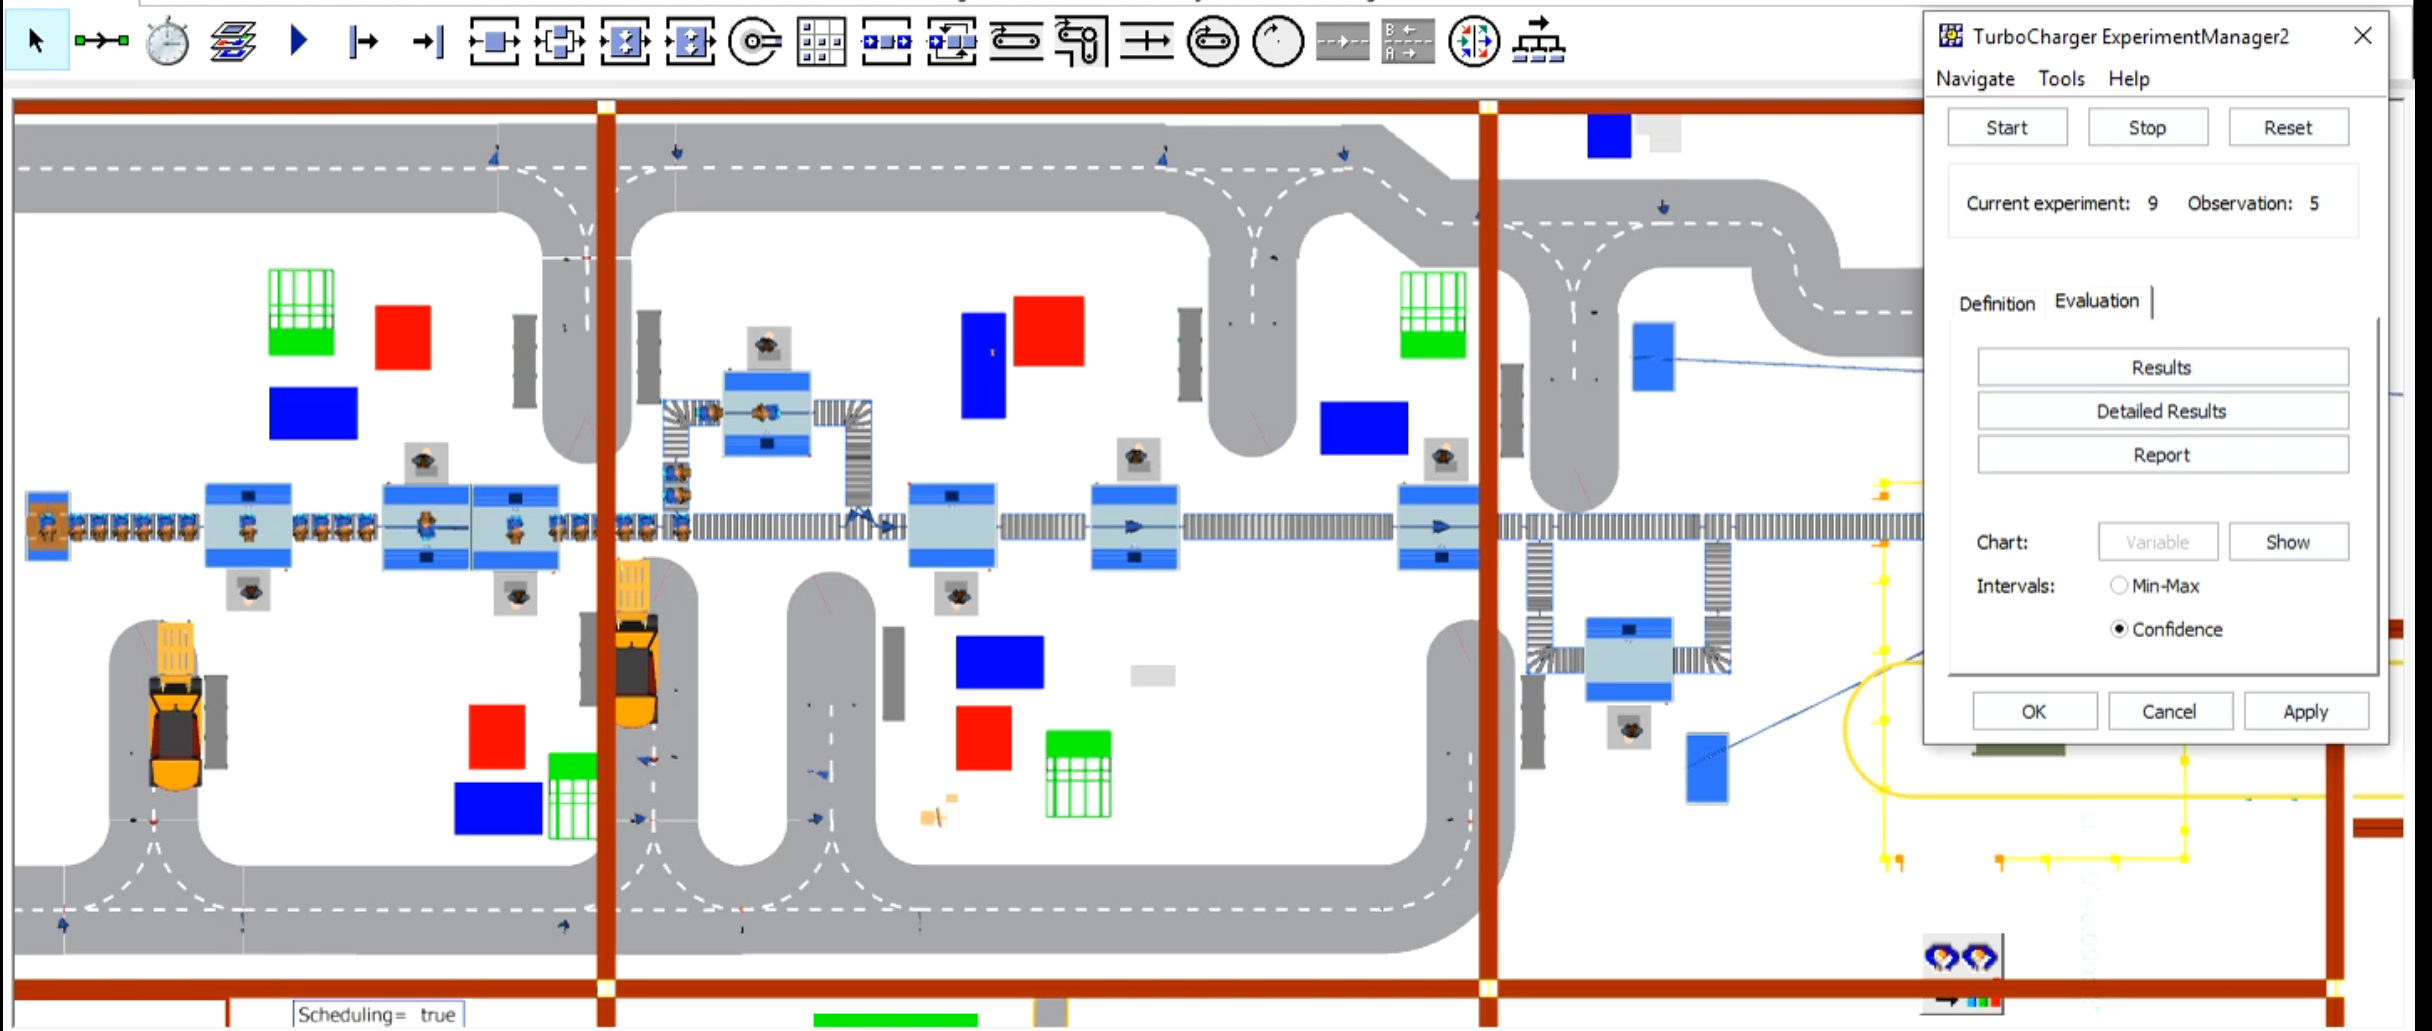 B
A
TurboCharger ExperimentManager2
Navigate Tools Help
Start Stop Reset
Current experiment: 9 Observation: 5
Definition Evaluation
Results
Detailed Results
Report
Chart: Variable Show
Intervals: Min-Max
Confidence
OK Cancel Apply
Scheduling= true